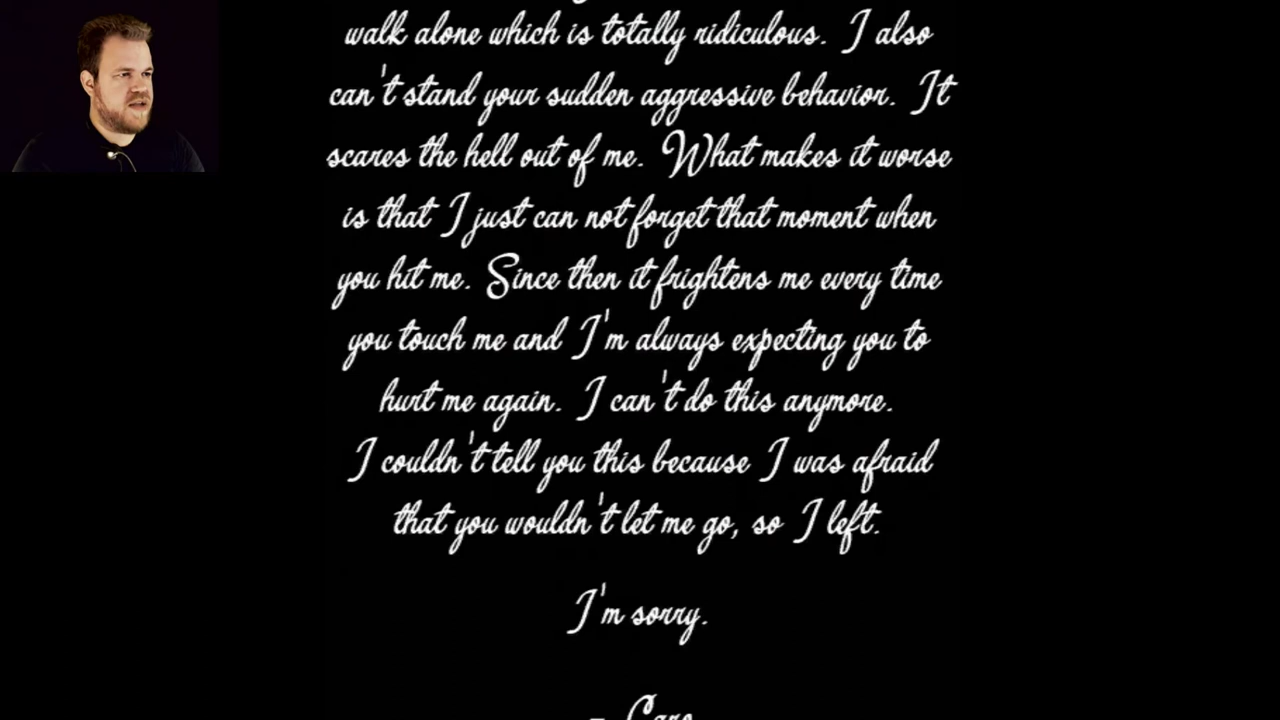 walk alone which is totally ridiculous. I also
can't stand your sudden aggressive behavior. It
scares the hell out of me. What makes it worse
is that I just can not forget that moment when
you hit me. Since then it frightens me every time
you touch me and I'm always expecting you to
hurt me again. I can't do this anymore.
I couldn't tell you this because I was afraid
that you wouldn't let me go, so I left.
I'm sorry.
-